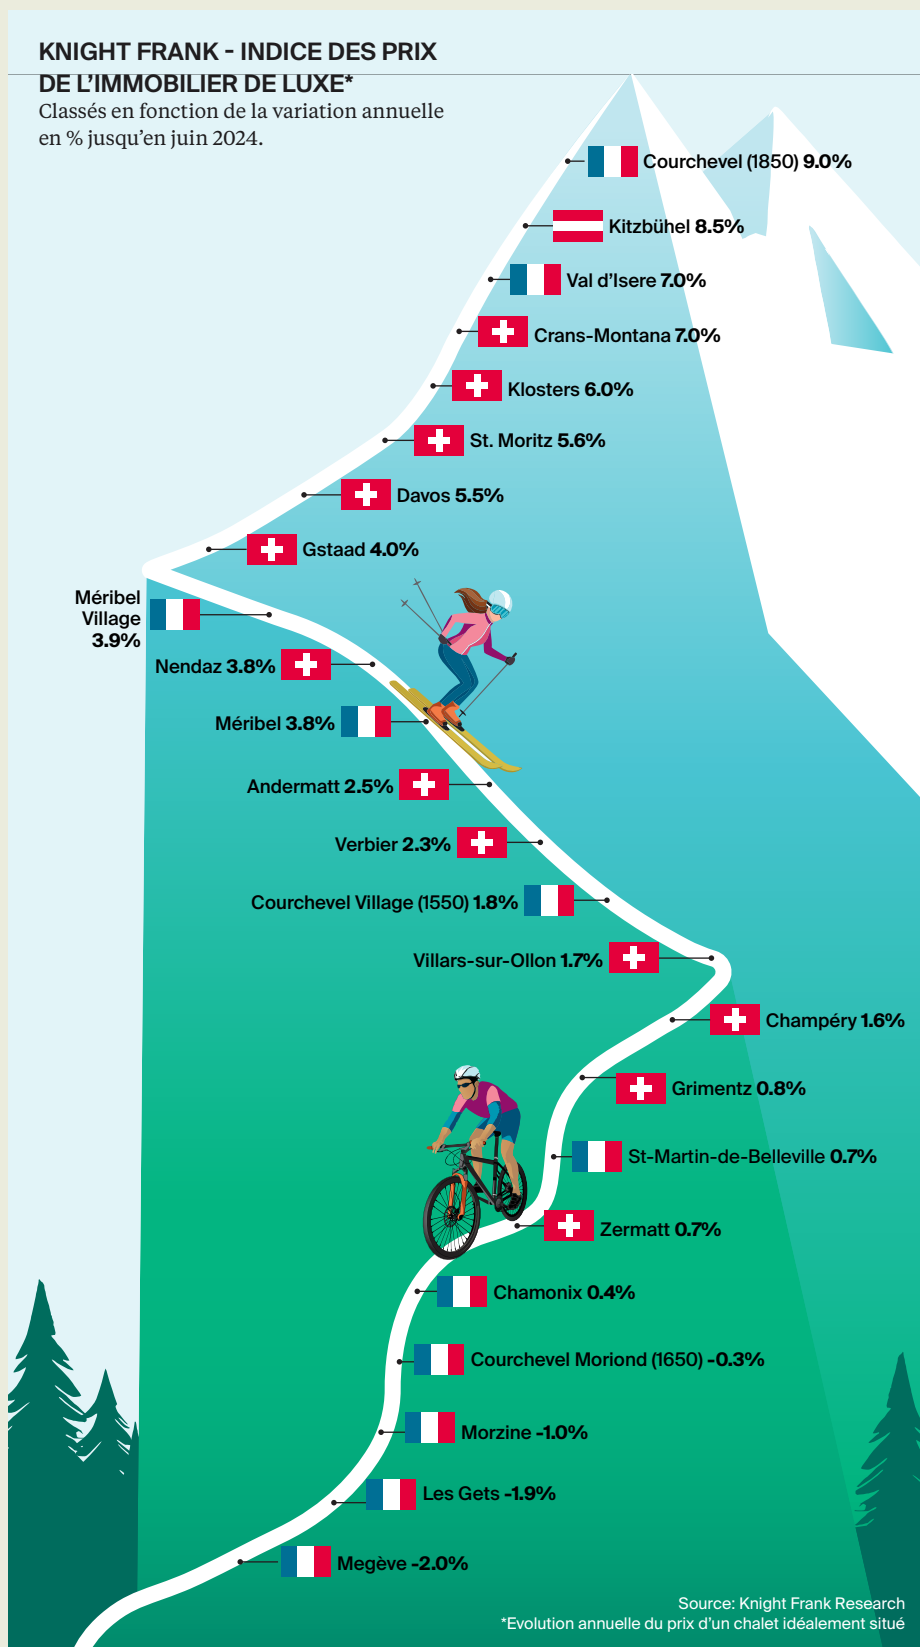 KNIGHT FRANK - INDICE DES PRIX
DE L’IMMOBILIER DE LUXE*
Classés en fonction de la variation annuelle
en % jusqu’en juin 2024.
Courchevel (1850) 9.0%
Kitzbühel 8.5%
Val d’Isere 7.0%
Crans-Montana 7.0%
Klosters 6.0%
St. Moritz 5.6%
Davos 5.5%
Gstaad 4.0%
Méribel
Village
3.9%
Nendaz 3.8%
Méribel 3.8%
Andermatt 2.5%
Verbier 2.3%
Courchevel Village (1550) 1.8%
Villars-sur-Ollon 1.7%
Champéry 1.6%
Grimentz 0.8%
St-Martin-de-Belleville 0.7%
Zermatt 0.7%
Chamonix 0.4%
Courchevel Moriond (1650) -0.3%
Morzine -1.0%
Les Gets -1.9%
Megève -2.0%
Source: Knight Frank Research
*Evolution annuelle du prix d’un chalet idéalement situé